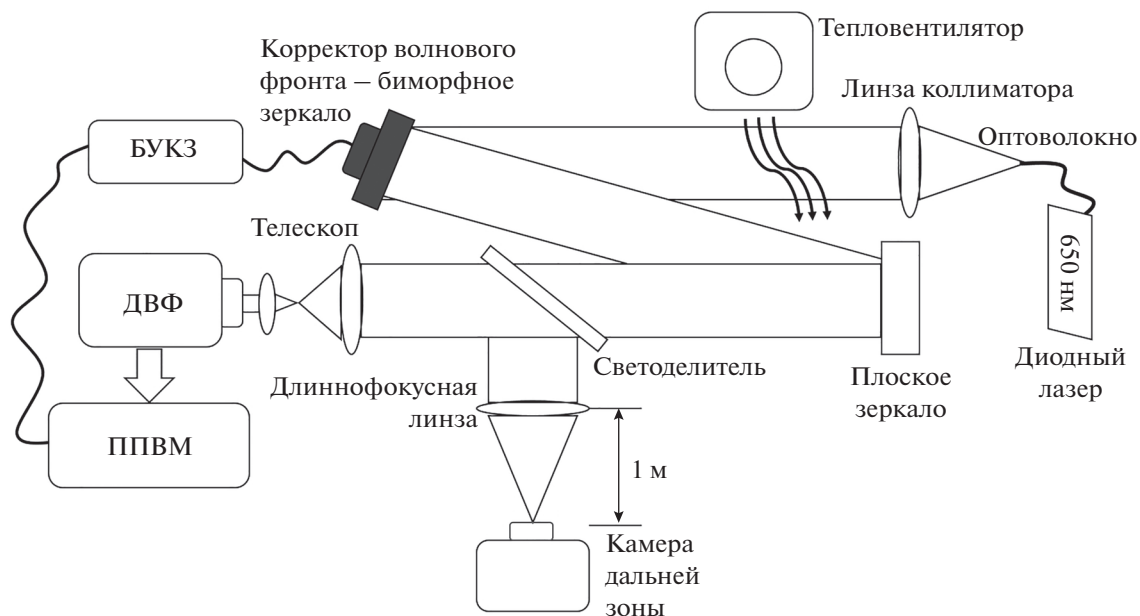 Тепловентилятор
Корректор волнового
фронта – биморфное
зеркало
Линза коллиматора
Оптоволокно
БУКЗ
Телескоп
650 нм
ДВФ
Светоделитель
Плоское
зеркало
Диодный
лазер
Длиннофокусная
линза
ППВМ
1 м
Камера
дальней
зоны